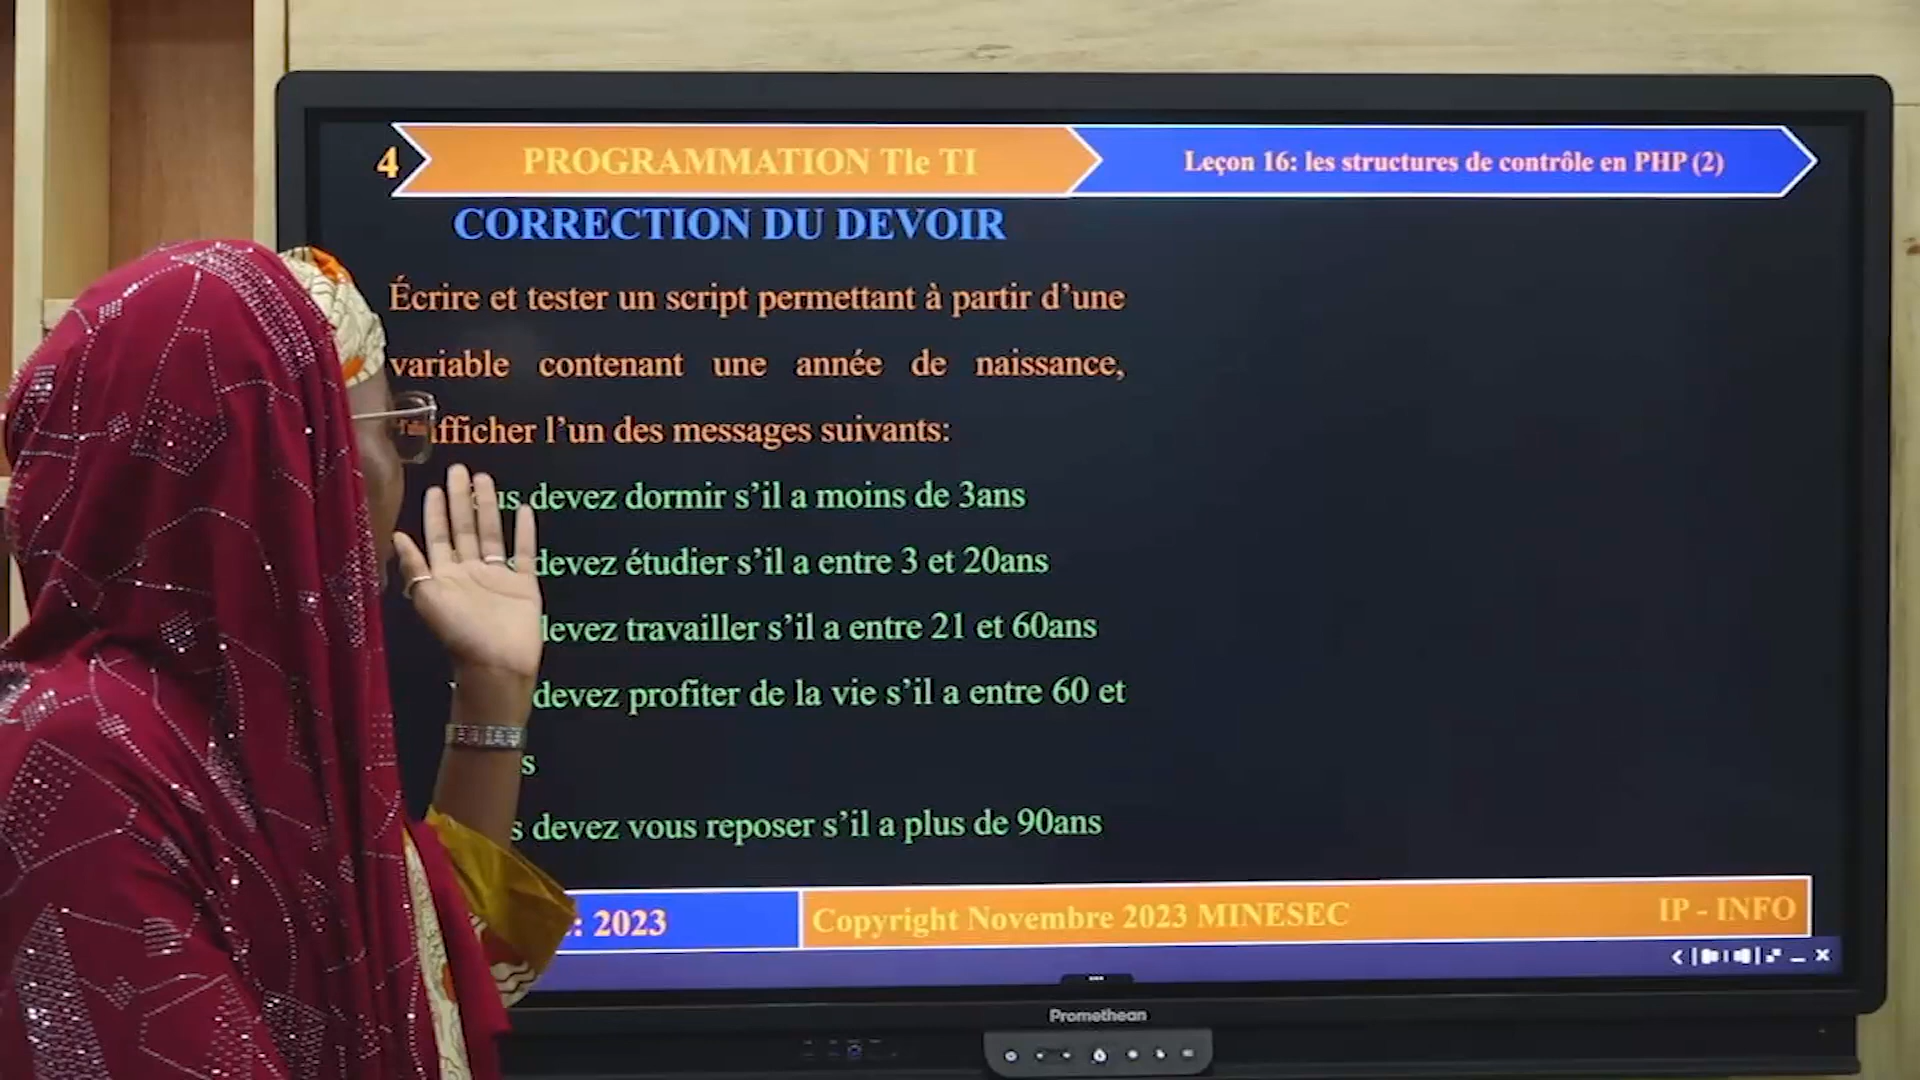 4
PROGRAMMATION Tle TI
Leçon 16: les structures de contrôle en PHP (2)
CORRECTION DU DEVOIR
Écrire et tester un script permettant à partir d’une
variable contenant une année de naissance,
l’un des messages suivants:
devez dormir s’il a moins de 3ans
devez étudier s’il a entre 3 et 20ans
travailler s’il a entre 21 et 60ans
devez profiter de la vie s’il a entre 60 et
devez vous reposer s’il a plus de 90ans
: 2023
Copyright Novembre 2023 MINESEC
IP - INFO
Promethean